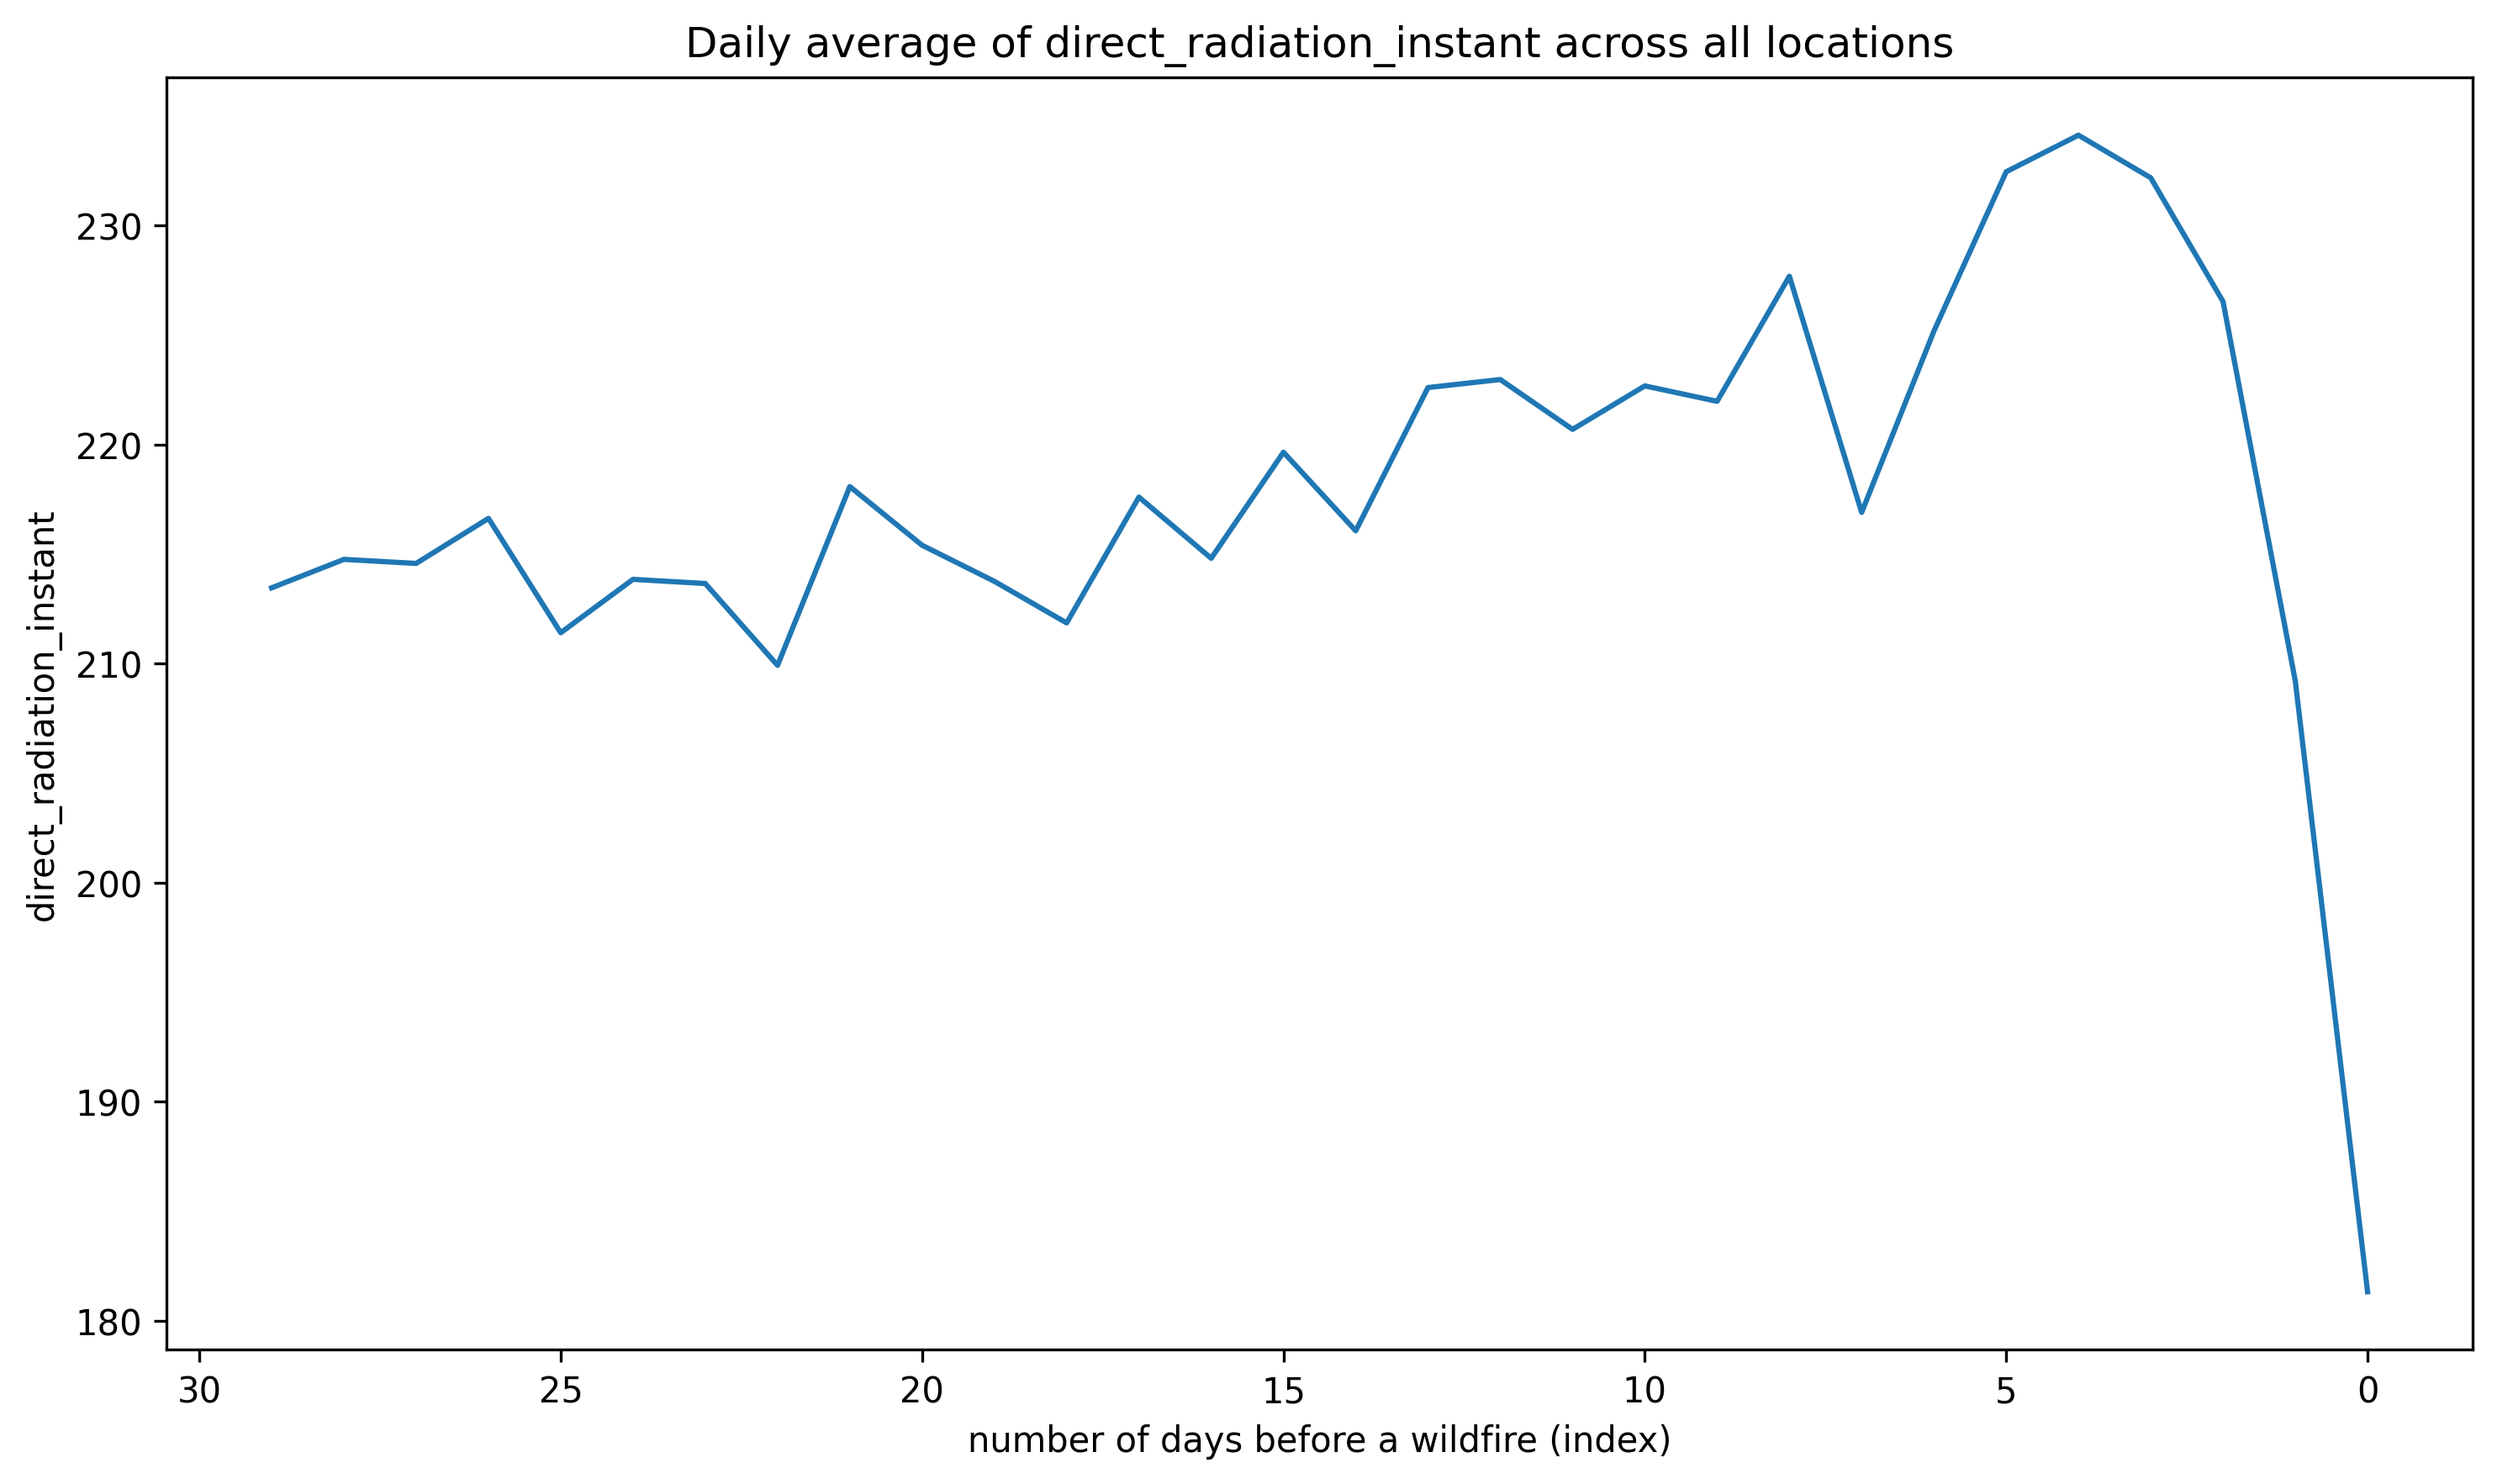 Daily average of direct_radiation_instant across all locations
direct_radiation_instant
230
220
210
200
190
180
30 25 20 15 10 5 0
number of days before a wildfire (index)